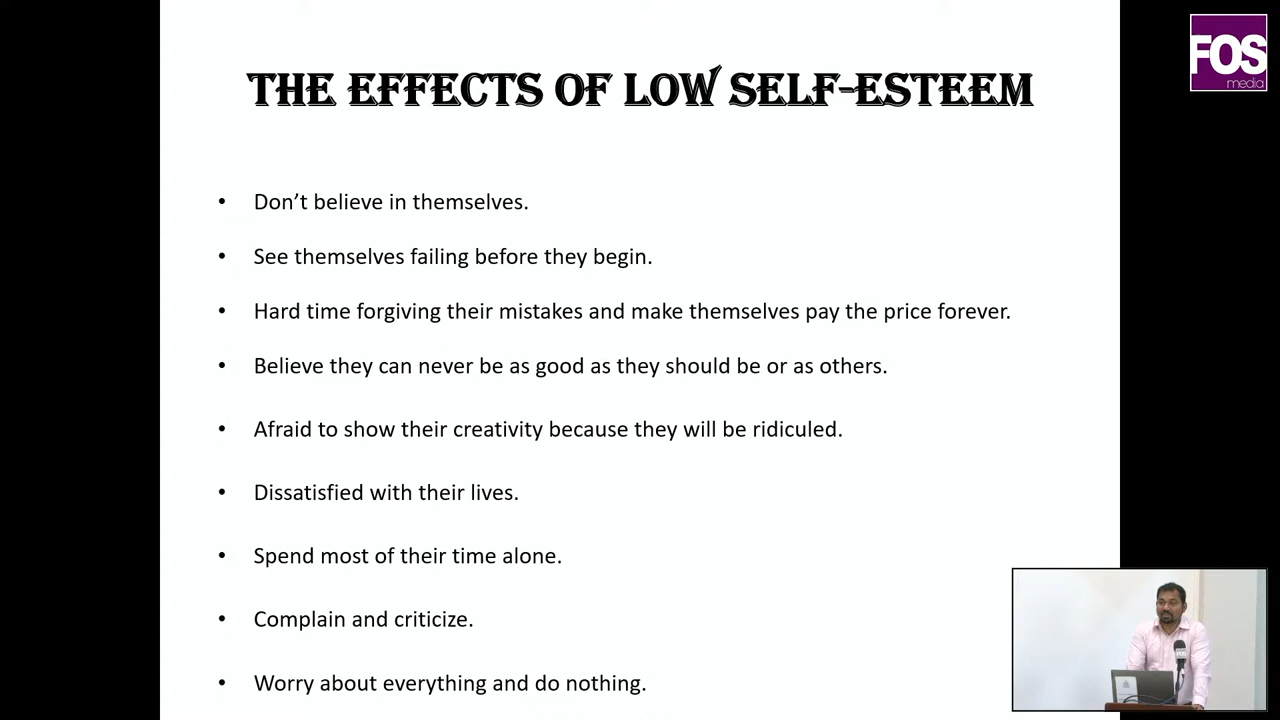 FOS
media
THE EFFECTS OF LOW SELF-ESTEEM
• Don’t believe in themselves.
• See themselves failing before they begin.
• Hard time forgiving their mistakes and make themselves pay the price forever.
• Believe they can never be as good as they should be or as others.
• Afraid to show their creativity because they will be ridiculed.
• Dissatisfied with their lives.
• Spend most of their time alone.
• Complain and criticize.
• Worry about everything and do nothing.
FOS